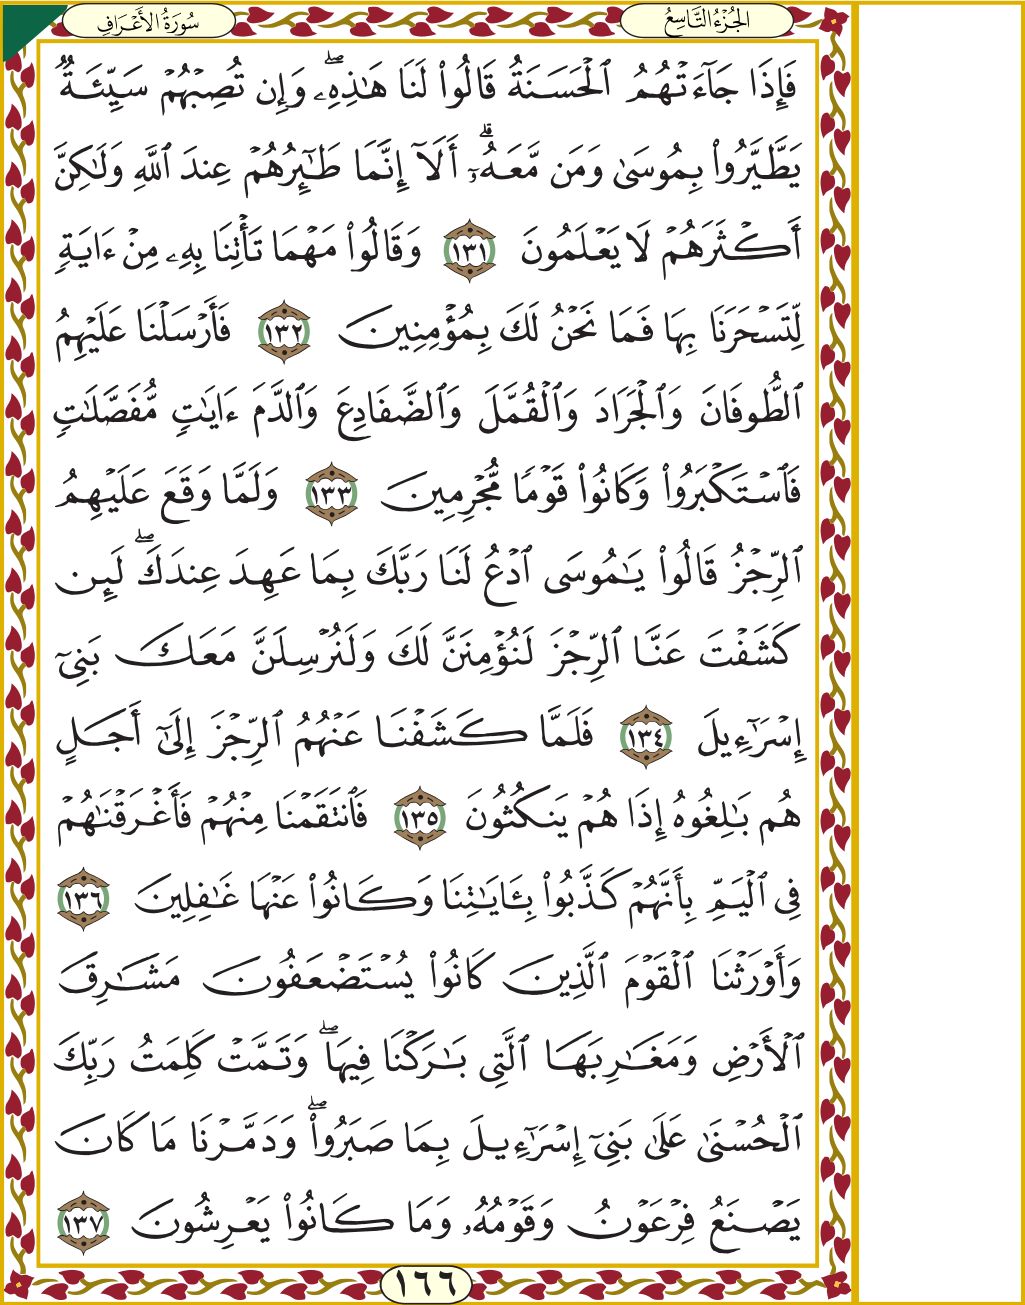 الجُزْءُ التَّاسِعُ
سُورَةُ الأَعْرَافِ
فَإِذَا جَآءَتْهُمُ ٱلْحَسَنَةُ قَالُوا۟ لَنَا هَـٰذِهِۦ ۖ وَإِن تُصِبْهُمْ سَيِّئَةٌ
يَطَّيَّرُوا۟ بِمُوسَىٰ وَمَن مَّعَهُۥٓ ۗ أَلَآ إِنَّمَا طَـٰٓئِرُهُمْ عِندَ ٱللَّهِ وَلَـٰكِنَّ
أَكْثَرَهُمْ لَا يَعْلَمُونَ ١٣١ وَقَالُوا۟ مَهْمَا تَأْتِنَا بِهِۦ مِنْ ءَايَةٍ
لِّتَسْحَرَنَا بِهَا فَمَا نَحْنُ لَكَ بِمُؤْمِنِينَ ١٣٢ فَأَرْسَلْنَا عَلَيْهِمُ
ٱلطُّوفَانَ وَٱلْجَرَادَ وَٱلْقُمَّلَ وَٱلضَّفَادِعَ وَٱلدَّمَ ءَايَـٰتٍ مُّفَصَّلَـٰتٍ
فَٱسْتَكْبَرُوا۟ وَكَانُوا۟ قَوْمًا مُّجْرِمِينَ ١٣٣ وَلَمَّا وَقَعَ عَلَيْهِمُ
ٱلرِّجْزُ قَالُوا۟ يَـٰمُوسَى ٱدْعُ لَنَا رَبَّكَ بِمَا عَهِدَ عِندَكَ ۖ لَئِن
كَشَفْتَ عَنَّا ٱلرِّجْزَ لَنُؤْمِنَنَّ لَكَ وَلَنُرْسِلَنَّ مَعَكَ بَنِىٓ
إِسْرَٰٓءِيلَ ١٣٤ فَلَمَّا كَشَفْنَا عَنْهُمُ ٱلرِّجْزَ إِلَىٰٓ أَجَلٍ
هُم بَـٰلِغُوهُ إِذَا هُمْ يَنكُثُونَ ١٣٥ فَٱنتَقَمْنَا مِنْهُمْ فَأَغْرَقْنَـٰهُمْ
فِى ٱلْيَمِّ بِأَنَّهُمْ كَذَّبُوا۟ بِـَٔايَـٰتِنَا وَكَانُوا۟ عَنْهَا غَـٰفِلِينَ ١٣٦
وَأَوْرَثْنَا ٱلْقَوْمَ ٱلَّذِينَ كَانُوا۟ يُسْتَضْعَفُونَ مَشَـٰرِقَ
ٱلْأَرْضِ وَمَغَـٰرِبَهَا ٱلَّتِى بَـٰرَكْنَا فِيهَا ۖ وَتَمَّتْ كَلِمَتُ رَبِّكَ
ٱلْحُسْنَىٰ عَلَىٰ بَنِىٓ إِسْرَٰٓءِيلَ بِمَا صَبَرُوا۟ ۖ وَدَمَّرْنَا مَا كَانَ
يَصْنَعُ فِرْعَوْنُ وَقَوْمُهُۥ وَمَا كَانُوا۟ يَعْرِشُونَ ١٣٧
١٦٦